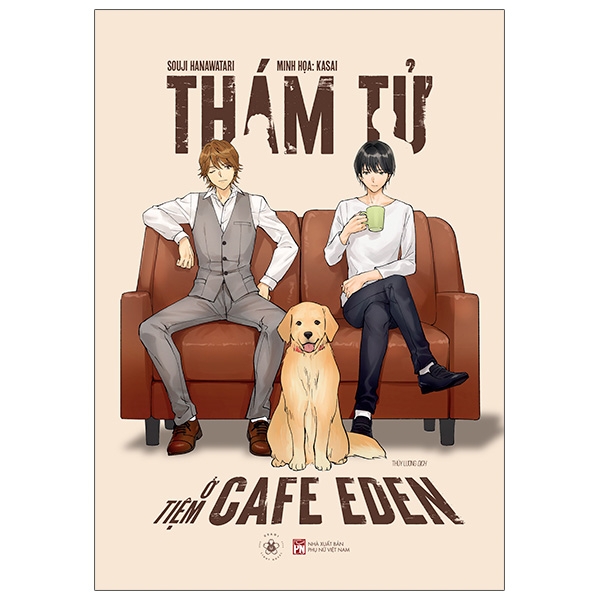 SOUJI HANAWATARI
MINH HỌA: KASAI
THÁM TỬ
THÙY LƯƠNG DỊCH
Ở
TIỆM CAFE EDEN
NHÀ XUẤT BẢN
PHỤ NỮ VIỆT NAM